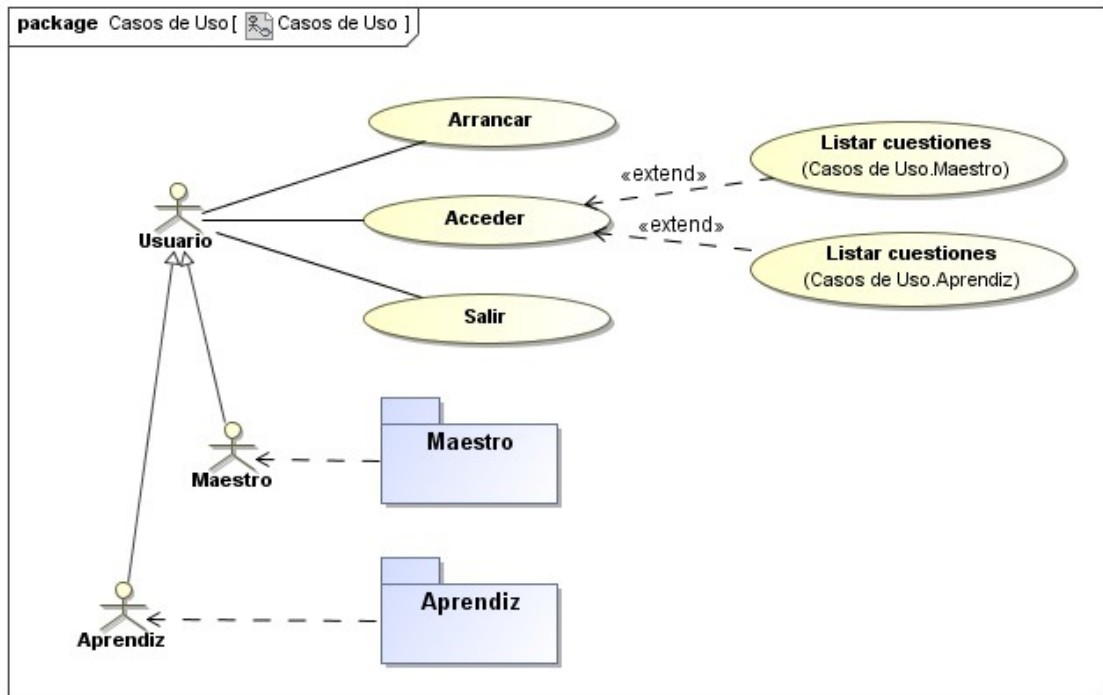 package Casos de Uso [ Casos de Uso ]
Arrancar
Listar cuestiones
(Casos de Uso.Maestro)
«extend»
Usuario
Acceder
«extend»
Listar cuestiones
(Casos de Uso.Aprendiz)
Salir
Maestro
Maestro
Aprendiz
Aprendiz